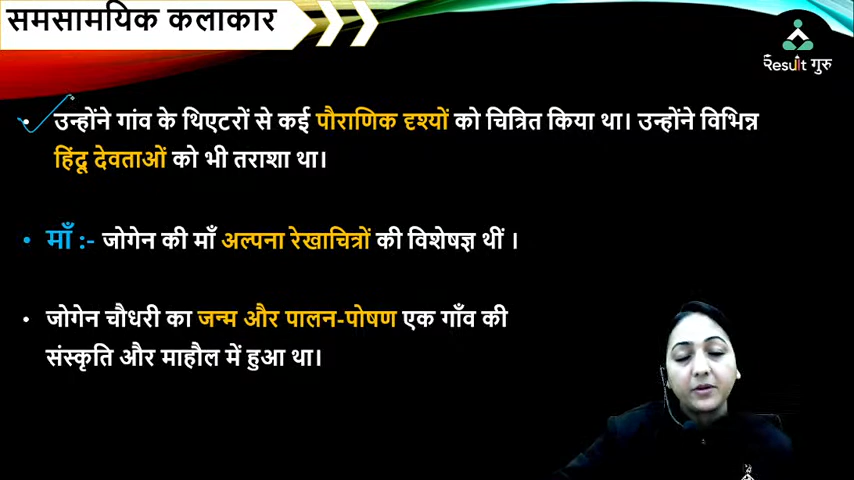 समसामयिक कलाकार
Result गुरु
• उन्होंने गांव के थिएटरों से कई पौराणिक दृश्यों को चित्रित किया था। उन्होंने विभिन्न
हिंदू देवताओं को भी तराशा था।
• माँ :- जोगेन की माँ अल्पना रेखाचित्रों की विशेषज्ञ थीं ।
• जोगेन चौधरी का जन्म और पालन-पोषण एक गाँव की
संस्कृति और माहौल में हुआ था।